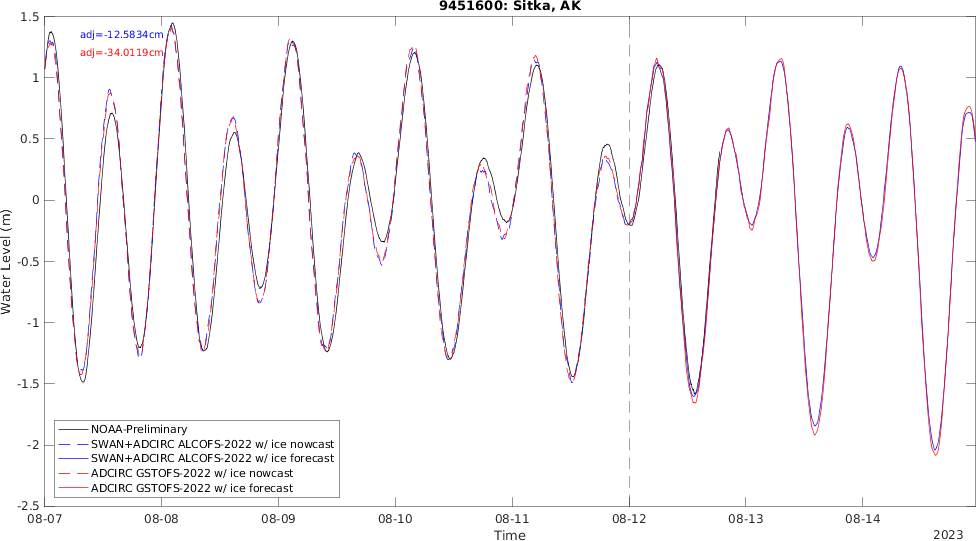 9451600: Sitka, AK
adj=-12.5834cm
adj=-34.0119cm
1.5
1
0.5
0
-0.5
-1
-1.5
-2
-2.5
Water Level (m)
NOAA-Preliminary
SWAN+ADCIRC ALCOFS-2022 w/ ice nowcast
SWAN+ADCIRC ALCOFS-2022 w/ ice forecast
ADCIRC GSTOFS-2022 w/ ice nowcast
ADCIRC GSTOFS-2022 w/ ice forecast
08-07 08-08 08-09 08-10 08-11 08-12 08-13 08-14
Time
2023